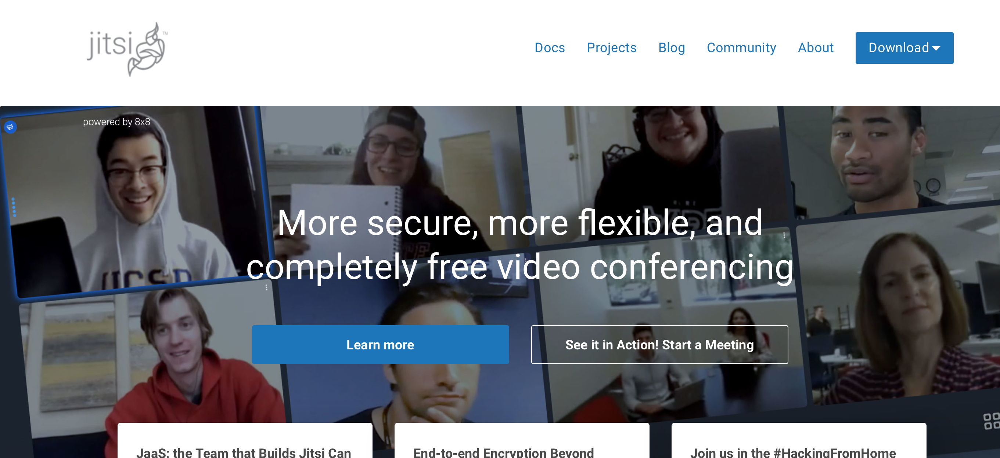 jitsi ™
Docs Projects Blog Community About Download
powered by 8x8
UCSD
More secure, more flexible, and
completely free video conferencing
Learn more
See it in Action! Start a Meeting
JaaS: the Team that Builds Jitsi Can
End-to-end Encryption Beyond
Join us in the #HackingFromHome